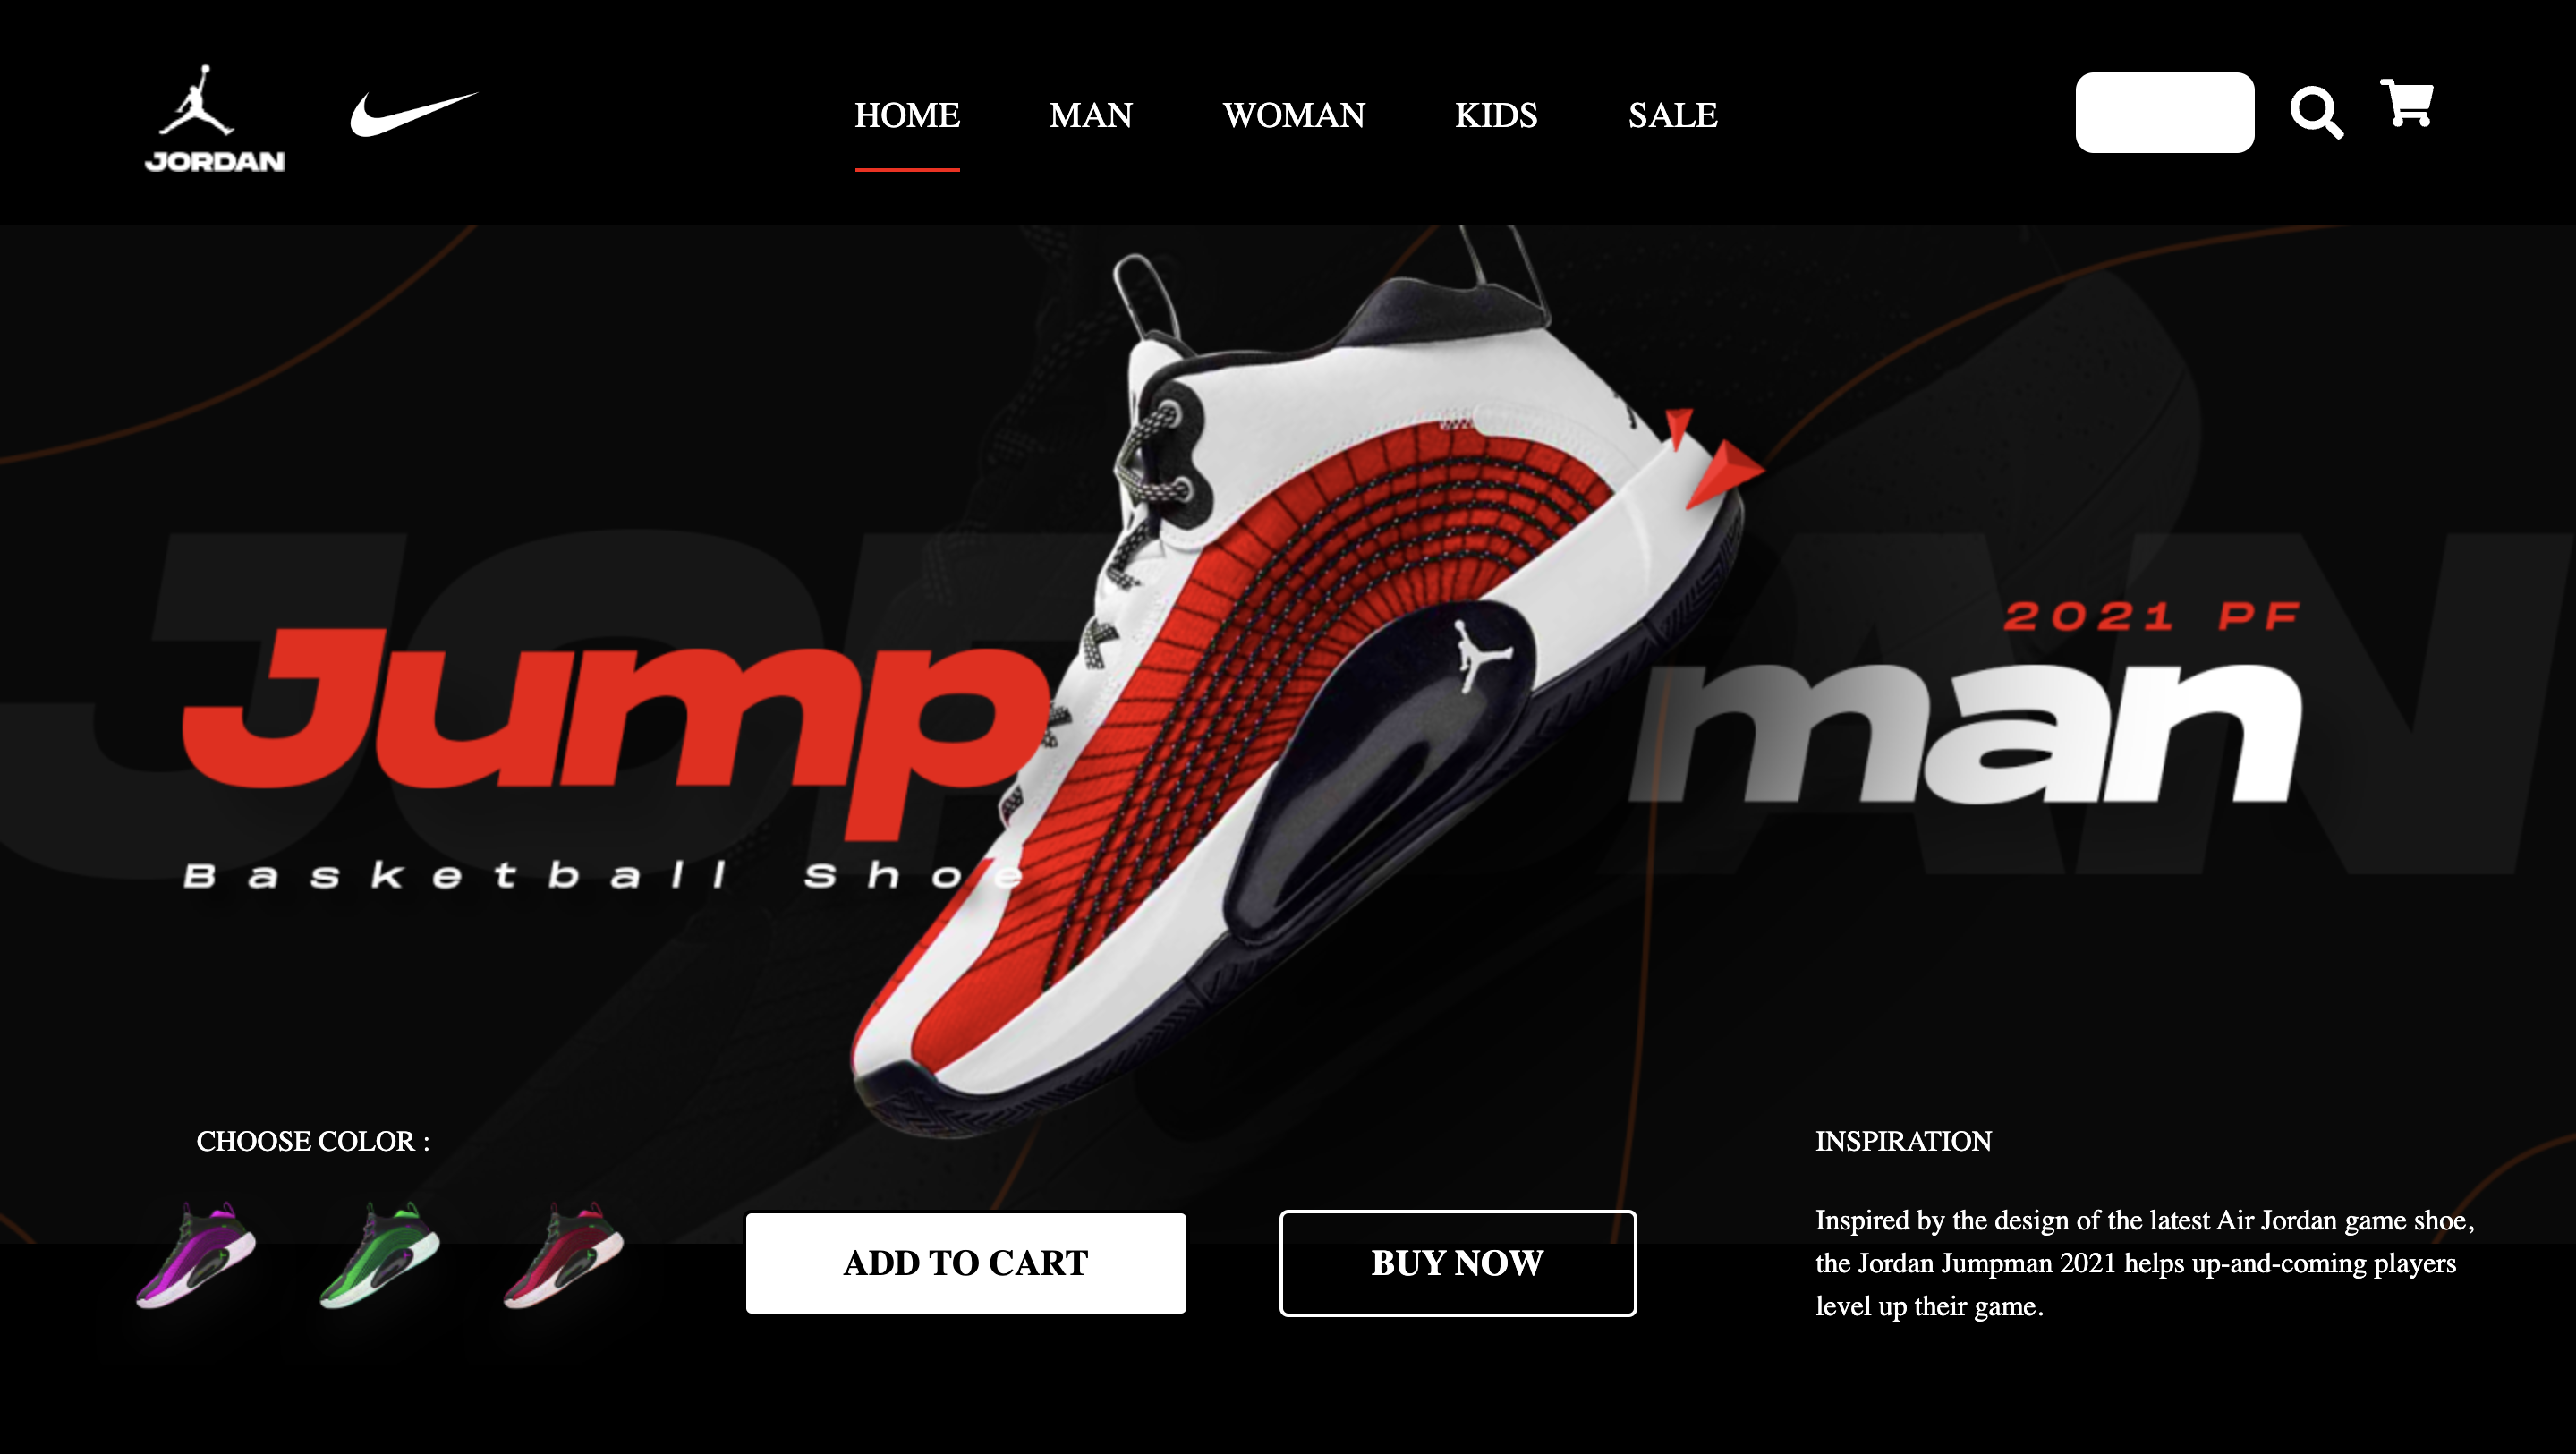 JORDAN
HOME MAN WOMAN KIDS SALE
JORDAN
2021 PF
Jump man
Basketball Shoe
CHOOSE COLOR :
INSPIRATION
Inspired by the design of the latest Air Jordan game shoe,
the Jordan Jumpman 2021 helps up-and-coming players
level up their game.
ADD TO CART BUY NOW